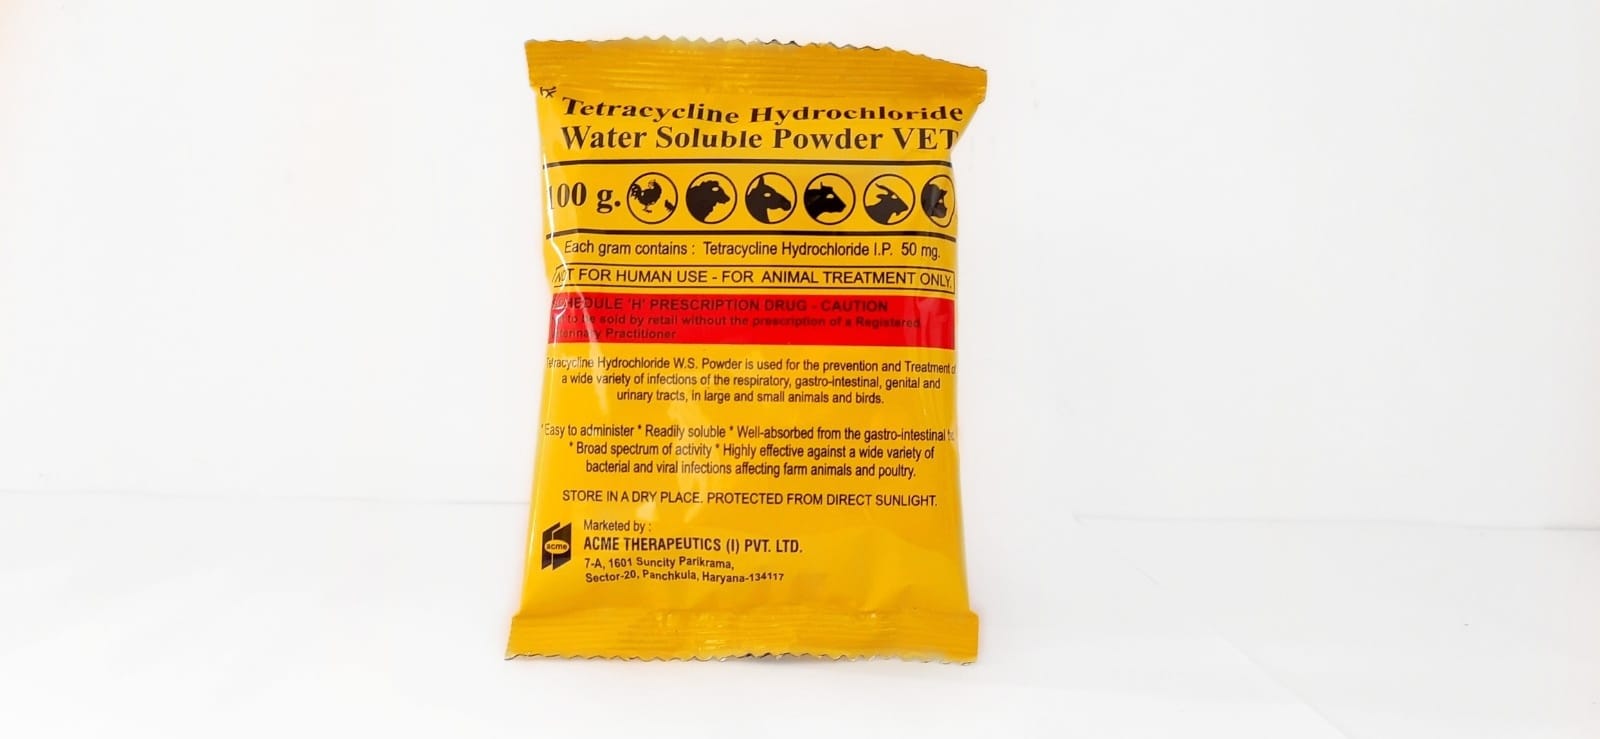 Rx
Tetracycline Hydrochloride
Water Soluble Powder VET
100 g.
Each gram contains : Tetracycline Hydrochloride I.P. 50 mg.
NOT FOR HUMAN USE - FOR ANIMAL TREATMENT ONLY.
SCHEDULE 'H' PRESCRIPTION DRUG - CAUTION
to be sold by retail without the prescription of a Registered
Veterinary Practitioner
Tetracycline Hydrochloride W.S. Powder is used for the prevention and Treatment of
a wide variety of infections of the respiratory, gastro-intestinal, genital and
urinary tracts, in large and small animals and birds.
* Easy to administer * Readily soluble * Well-absorbed from the gastro-intestinal
* Broad spectrum of activity * Highly effective against a wide variety of
bacterial and viral infections affecting farm animals and poultry.
STORE IN A DRY PLACE. PROTECTED FROM DIRECT SUNLIGHT.
acme
Marketed by :
ACME THERAPEUTICS (I) PVT. LTD.
7-A, 1601 Suncity Parikrama,
Sector-20, Panchkula, Haryana-134117